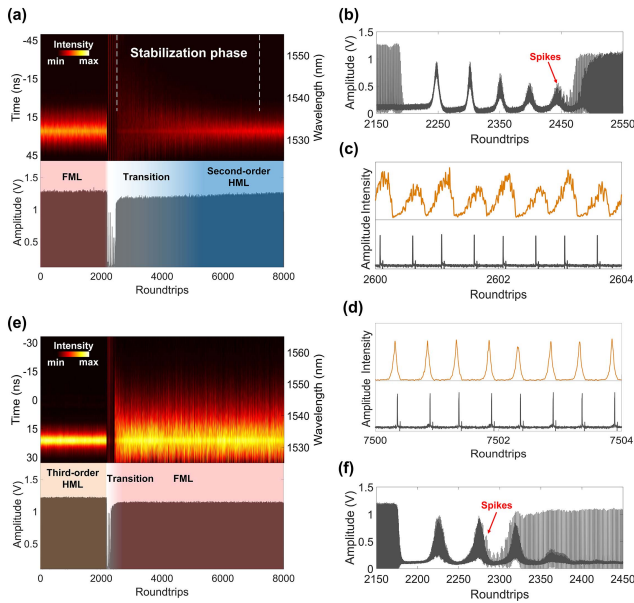 (a)
Intensity
min max
Stabilization phase
-45
-15
15
45
Time (ns)
1550
1540
1530
Wavelength (nm)
FML
Transition
Second-order
HML
1.5
1
0.5
Amplitude (V)
0 2000 4000 6000 8000
Roundtrips
(b)
1.5
1
0.5
0
Amplitude (V)
Spikes
2150 2250 2350 2450 2550
Roundtrips
(c)
Intensity
Amplitude
2600 2602 2604
Roundtrips
(d)
Intensity
Amplitude
7500 7502 7504
Roundtrips
(e)
Intensity
min max
-30
-15
0
15
30
Time (ns)
1560
1550
1540
1530
Wavelength (nm)
Third-order
HML
Transition
FML
1.5
1
0.5
Amplitude (V)
0 2000 4000 6000 8000
Roundtrips
(f)
1.5
1
0.5
0
Amplitude (V)
Spikes
2150 2200 2250 2300 2350 2400 2450
Roundtrips